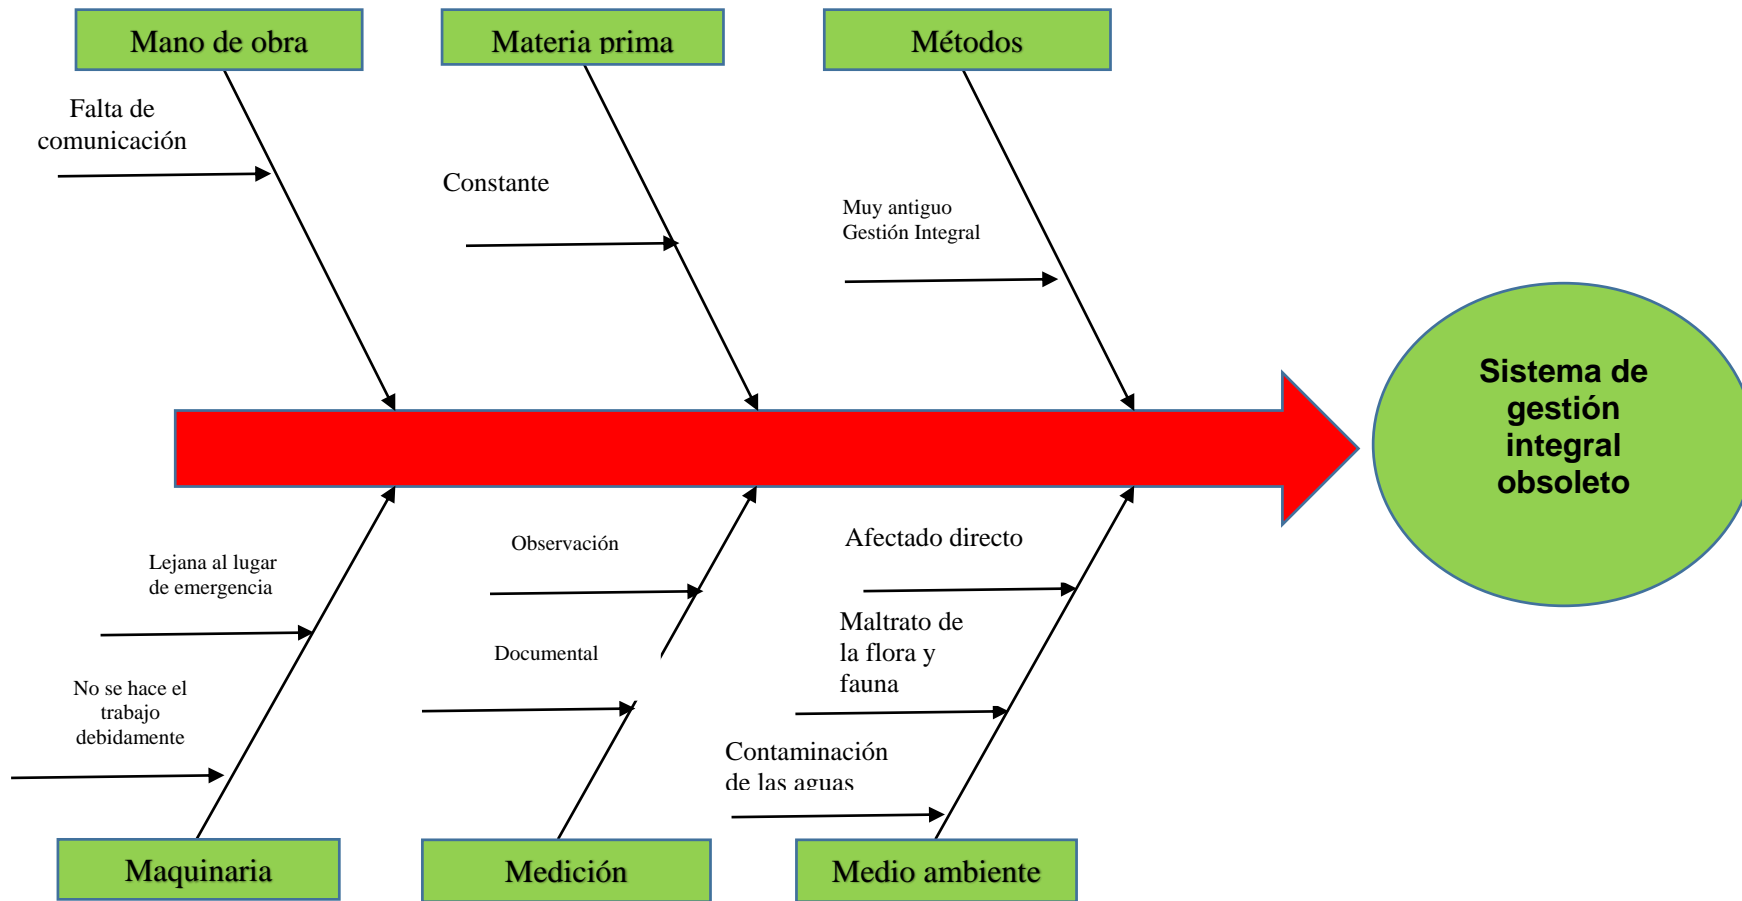 Mano de obra
Materia prima
Métodos
Falta de
comunicación
Constante
Muy antiguo
Gestión Integral
Sistema de
gestión
integral
obsoleto
Lejana al lugar
de emergencia
No se hace el
trabajo
debidamente
Observación
Documental
Afectado directo
Maltrato de
la flora y
fauna
Contaminación
de las aguas
Maquinaria
Medición
Medio ambiente